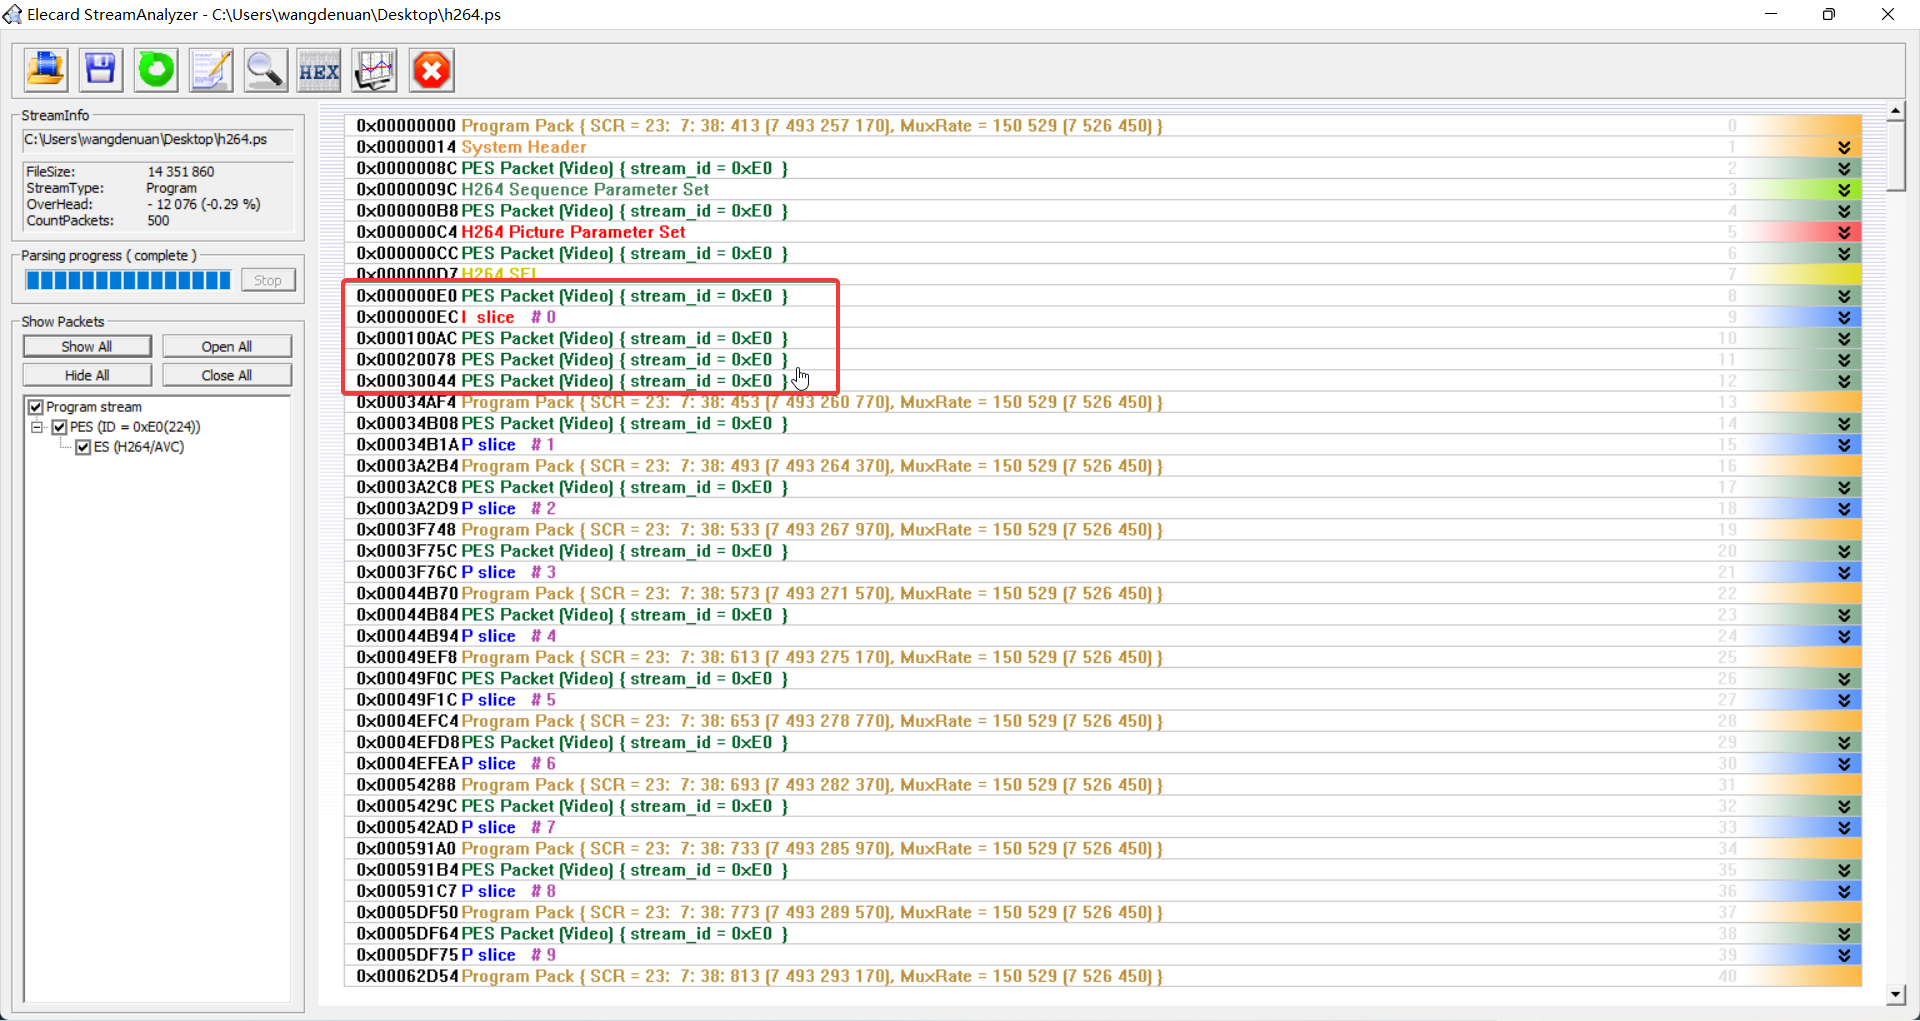 Elecard StreamAnalyzer - C:\Users\wangdenuan\Desktop\h264.ps
HEX
StreamInfo
C:\Users\wangdenuan\Desktop\h264.ps
FileSize: 14 351 860
StreamType: Program
OverHead: - 12 076 (-0.29 %)
CountPackets: 500
Parsing progress ( complete )
Stop
Show Packets
Show All Open All
Hide All Close All
Program stream
PES (ID = 0xE0(224))
ES (H264/AVC)
0x00000000 Program Pack { SCR = 23: 7: 38: 413 (7 493 257 170), MuxRate = 150 529 (7 526 450) } 0
0x00000014 System Header 1
0x0000008C PES Packet (Video) { stream_id = 0xE0 } 2
0x0000009C H264 Sequence Parameter Set 3
0x000000B8 PES Packet (Video) { stream_id = 0xE0 } 4
0x000000C4 H264 Picture Parameter Set 5
0x000000CC PES Packet (Video) { stream_id = 0xE0 } 6
0x000000D7 H264 SEI 7
0x000000E0 PES Packet (Video) { stream_id = 0xE0 } 8
0x000000EC I slice # 0 9
0x000100AC PES Packet (Video) { stream_id = 0xE0 } 10
0x00020078 PES Packet (Video) { stream_id = 0xE0 } 11
0x00030044 PES Packet (Video) { stream_id = 0xE0 } 12
0x00034AF4 Program Pack { SCR = 23: 7: 38: 453 (7 493 260 770), MuxRate = 150 529 (7 526 450) } 13
0x00034B08 PES Packet (Video) { stream_id = 0xE0 } 14
0x00034B1A P slice # 1 15
0x0003A2B4 Program Pack { SCR = 23: 7: 38: 493 (7 493 264 370), MuxRate = 150 529 (7 526 450) } 16
0x0003A2C8 PES Packet (Video) { stream_id = 0xE0 } 17
0x0003A2D9 P slice # 2 18
0x0003F748 Program Pack { SCR = 23: 7: 38: 533 (7 493 267 970), MuxRate = 150 529 (7 526 450) } 19
0x0003F75C PES Packet (Video) { stream_id = 0xE0 } 20
0x0003F76C P slice # 3 21
0x00044B70 Program Pack { SCR = 23: 7: 38: 573 (7 493 271 570), MuxRate = 150 529 (7 526 450) } 22
0x00044B84 PES Packet (Video) { stream_id = 0xE0 } 23
0x00044B94 P slice # 4 24
0x00049EF8 Program Pack { SCR = 23: 7: 38: 613 (7 493 275 170), MuxRate = 150 529 (7 526 450) } 25
0x00049F0C PES Packet (Video) { stream_id = 0xE0 } 26
0x00049F1C P slice # 5 27
0x0004EFC4 Program Pack { SCR = 23: 7: 38: 653 (7 493 278 770), MuxRate = 150 529 (7 526 450) } 28
0x0004EFD8 PES Packet (Video) { stream_id = 0xE0 } 29
0x0004EFEA P slice # 6 30
0x00054288 Program Pack { SCR = 23: 7: 38: 693 (7 493 282 370), MuxRate = 150 529 (7 526 450) } 31
0x0005429C PES Packet (Video) { stream_id = 0xE0 } 32
0x000542AD P slice # 7 33
0x000591A0 Program Pack { SCR = 23: 7: 38: 733 (7 493 285 970), MuxRate = 150 529 (7 526 450) } 34
0x000591B4 PES Packet (Video) { stream_id = 0xE0 } 35
0x000591C7 P slice # 8 36
0x0005DF50 Program Pack { SCR = 23: 7: 38: 773 (7 493 289 570), MuxRate = 150 529 (7 526 450) } 37
0x0005DF64 PES Packet (Video) { stream_id = 0xE0 } 38
0x0005DF75 P slice # 9 39
0x00062D54 Program Pack { SCR = 23: 7: 38: 813 (7 493 293 170), MuxRate = 150 529 (7 526 450) } 40